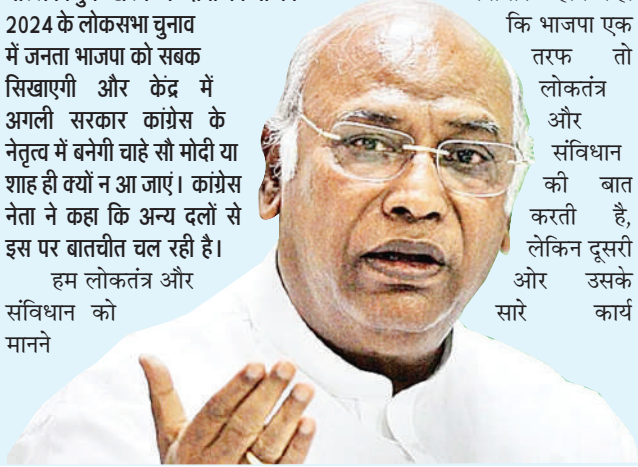 2024 के लोकसभा चुनाव
में जनता भाजपा को सबक
सिखाएगी और केंद्र में
अगली सरकार कांग्रेस के
नेतृत्व में बनेगी चाहे सौ मोदी या
शाह ही क्यों न आ जाएं। कांग्रेस
नेता ने कहा कि अन्य दलों से
इस पर बातचीत चल रही है।
हम लोकतंत्र और
संविधान को
मानने
कि भाजपा एक
तरफ तो
लोकतंत्र
और
संविधान
की बात
करती है,
लेकिन दूसरी
ओर उसके
सारे कार्य